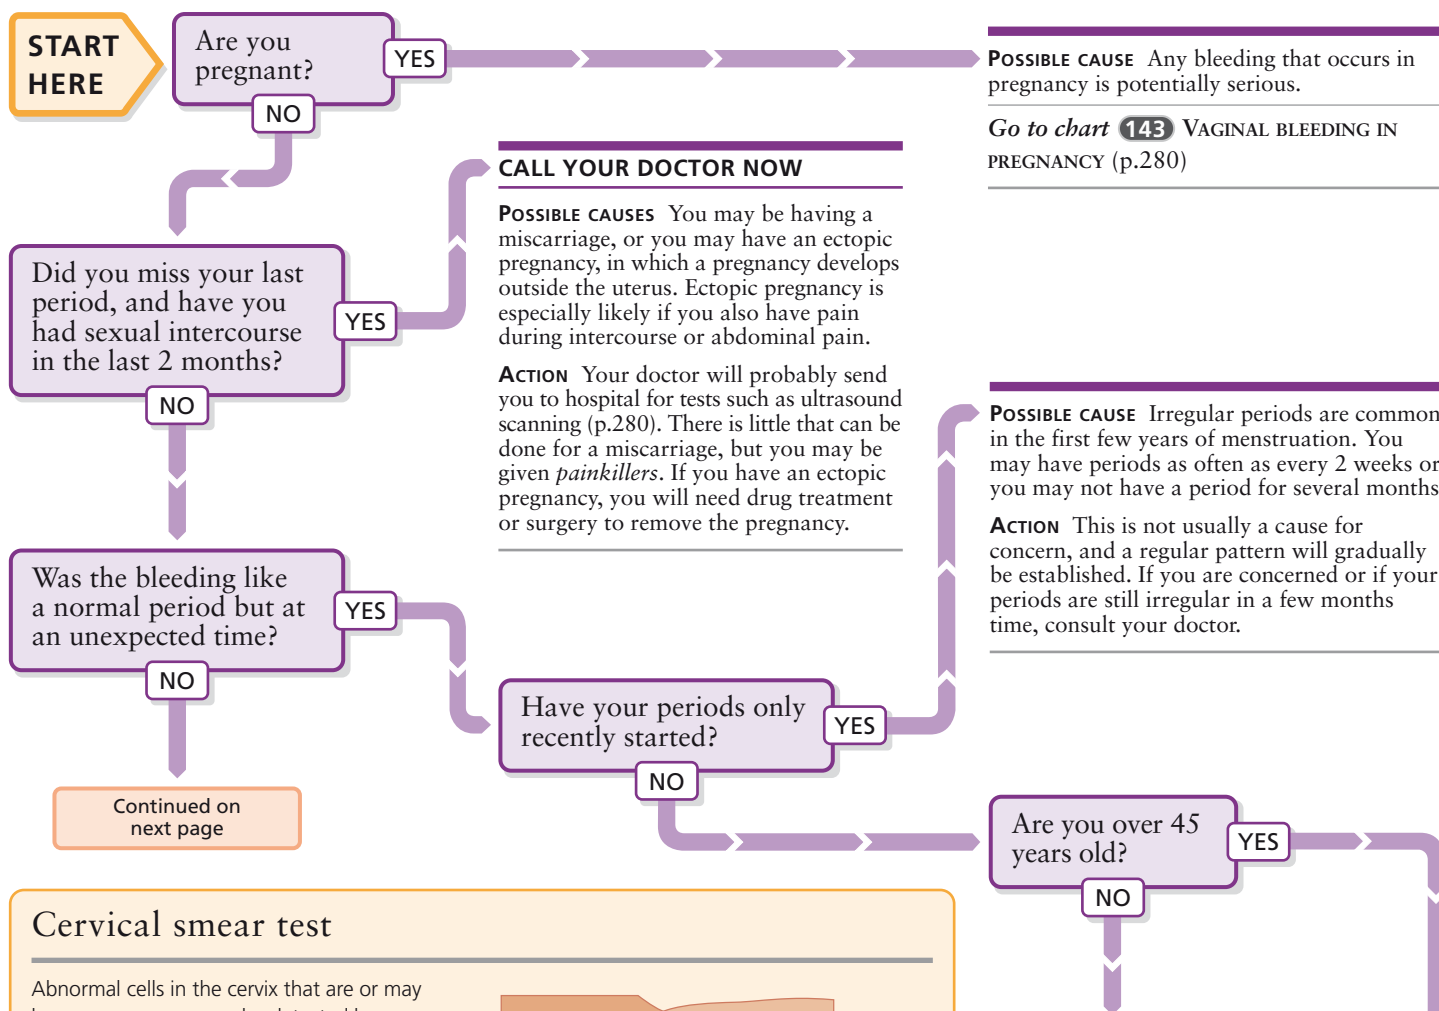 START
HERE
Are you
pregnant?
YES
NO
POSSIBLE CAUSE Any bleeding that occurs in
pregnancy is potentially serious.
Go to chart 143 VAGINAL BLEEDING IN
PREGNANCY (p.280)
CALL YOUR DOCTOR NOW
POSSIBLE CAUSES You may be having a
miscarriage, or you may have an ectopic
pregnancy, in which a pregnancy develops
outside the uterus. Ectopic pregnancy is
especially likely if you also have pain
during intercourse or abdominal pain.
ACTION Your doctor will probably send
you to hospital for tests such as ultrasound
scanning (p.280). There is little that can be
done for a miscarriage, but you may be
given painkillers. If you have an ectopic
pregnancy, you will need drug treatment
or surgery to remove the pregnancy.
Did you miss your last
period, and have you
had sexual intercourse
in the last 2 months?
YES
NO
POSSIBLE CAUSE Irregular periods are common
in the first few years of menstruation. You
may have periods as often as every 2 weeks or
you may not have a period for several months
ACTION This is not usually a cause for
concern, and a regular pattern will gradually
be established. If you are concerned or if your
periods are still irregular in a few months
time, consult your doctor.
Was the bleeding like
a normal period but at
an unexpected time?
YES
NO
Have your periods only
recently started?
YES
NO
Continued on
next page
Are you over 45
years old?
YES
NO
Cervical smear test
Abnormal cells in the cervix that are or may